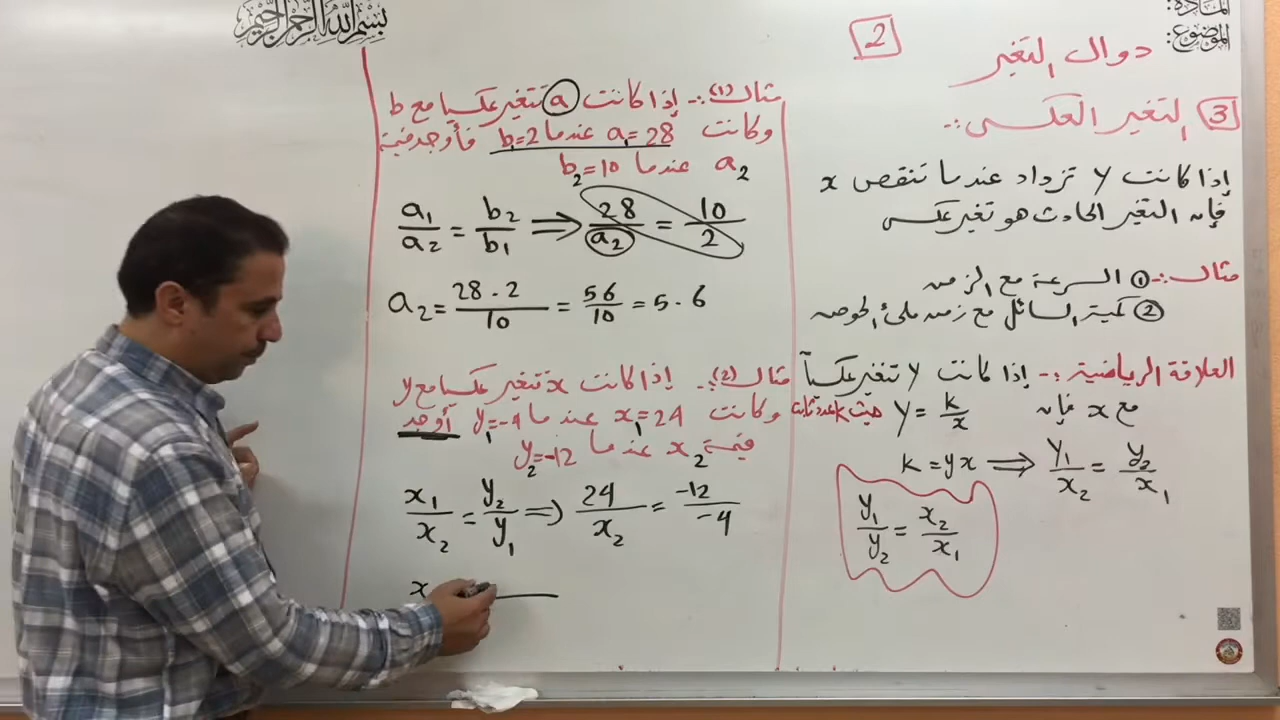 بسم الله الرحمن الرحيم
المادة:
الموضوع:
دوال التغير
2
3 التغير العكسي :-
إذا كانت y تزداد عندما تنقص x
فإن التغير الحادث هو تغير عكسي
مثال :- ① السرعة مع الزمن
② كمية السائل مع زمن ملئ الحوض
العلاقة الرياضية :- إذا كانت y تتغير عكسياً
مع x فإن y = k/x حيث k عدد ثابت
k = yx ⟹ y₁/x₂ = y₂/x₁
y₁/y₂ = x₂/x₁
مثال (1) :- إذا كانت a تتغير عكسيا مع b
وكانت a₁=28 عندما b₁=2 فأوجد قيمة
a₂ عندما b₂=10
a₁/a₂ = b₂/b₁ ⟹ 28/a₂ = 10/2
a₂ = 28 . 2/10 = 56/10 = 5.6
مثال (2) :- إذا كانت x تتغير عكسيا مع y
وكانت x₁=24 عندما y₁=-4 أوجد
قيمة x₂ عندما y₂=-12
x₁/x₂ = y₂/y₁ ⟹ 24/x₂ = -12/-4
x